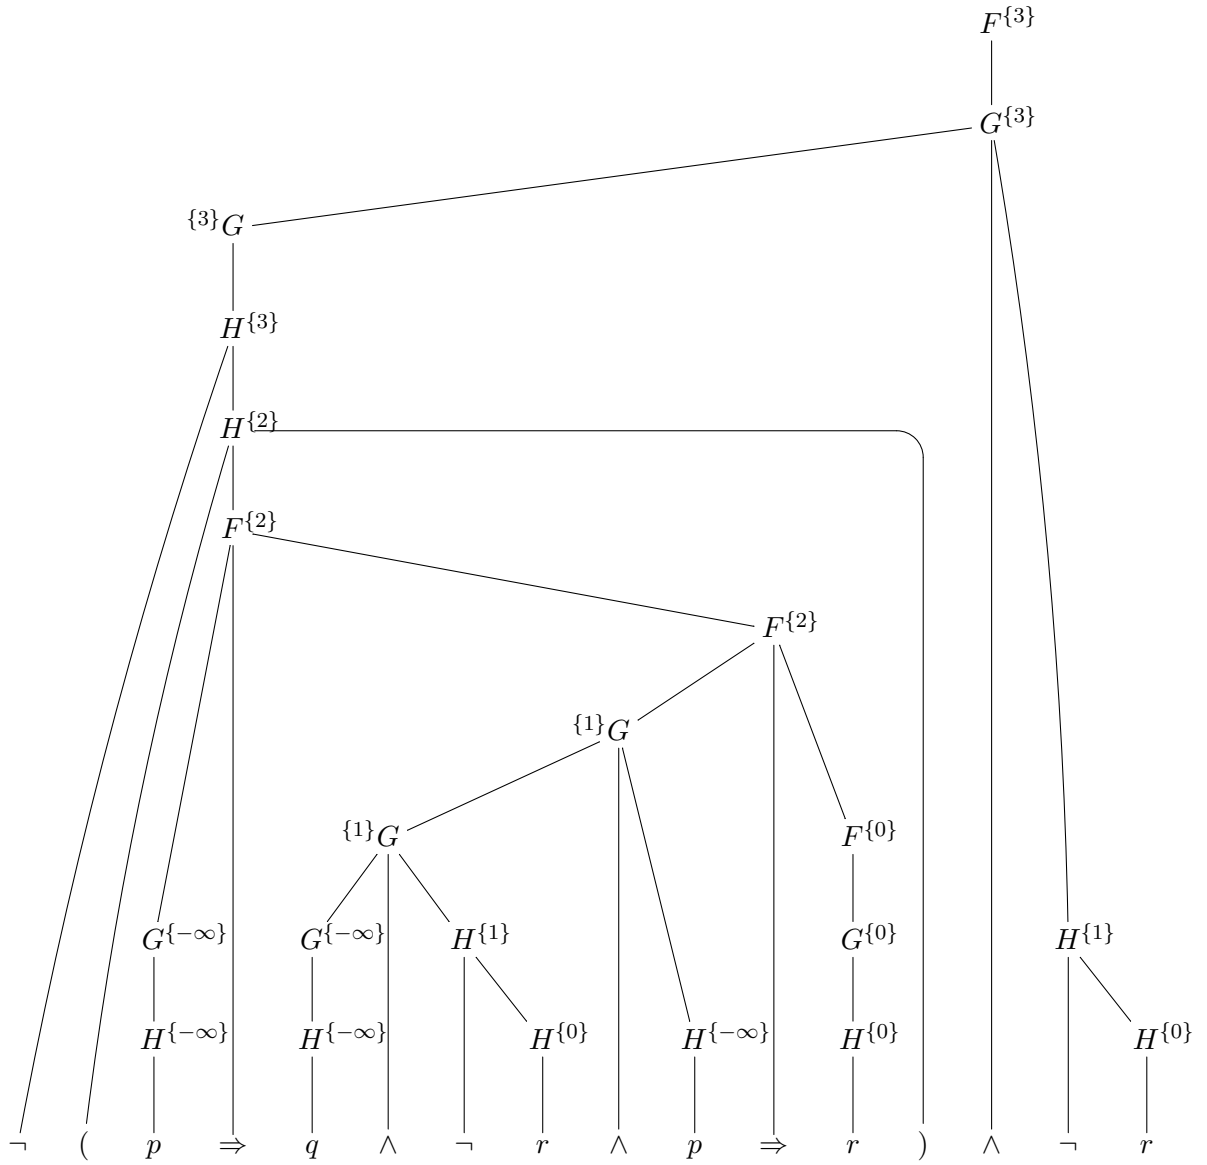 F^{3}
G^{3}
^{3}G
H^{3}
H^{2}
F^{2}
F^{2}
^{1}G
^{1}G F^{0}
G^{−∞} G^{−∞} H^{1} G^{0} H^{1}
H^{−∞} H^{−∞} H^{0} H^{−∞} H^{0} H^{0}
¬ ( p ⇒ q ∧ ¬ r ∧ p ⇒ r ) ∧ ¬ r